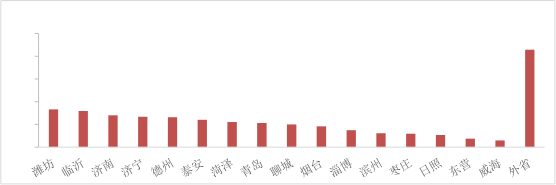 潍坊
临沂
济南
济宁
德州
泰安
菏泽
青岛
聊城
烟台
淄博
滨州
枣庄
日照
东营
威海
外省